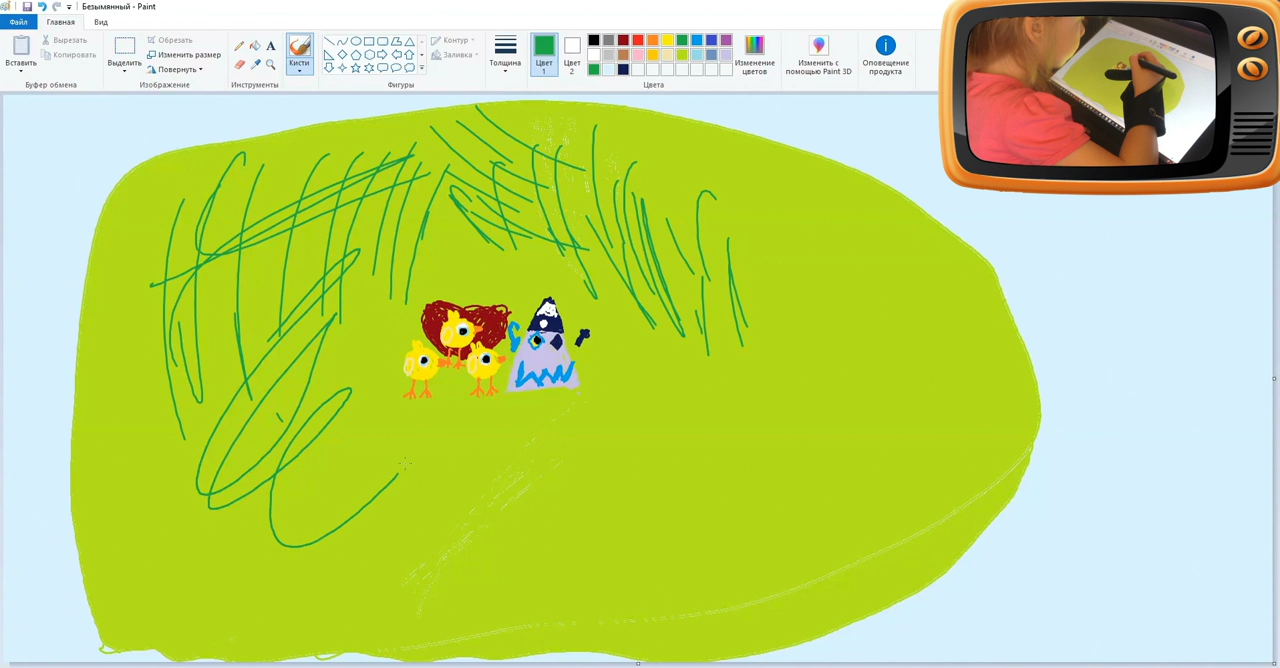 Безымянный - Paint
Файл Главная Вид
Вставить
Вырезать
Копировать
Буфер обмена
Выделить
Обрезать
Изменить размер
Повернуть
Изображение
Инструменты
Кисти
Фигуры
Контур
Заливка
Толщина
Цвет
1
Цвет
2
Цвета
Изменение
цветов
Изменить с
помощью Paint 3D
Оповещение
продукта